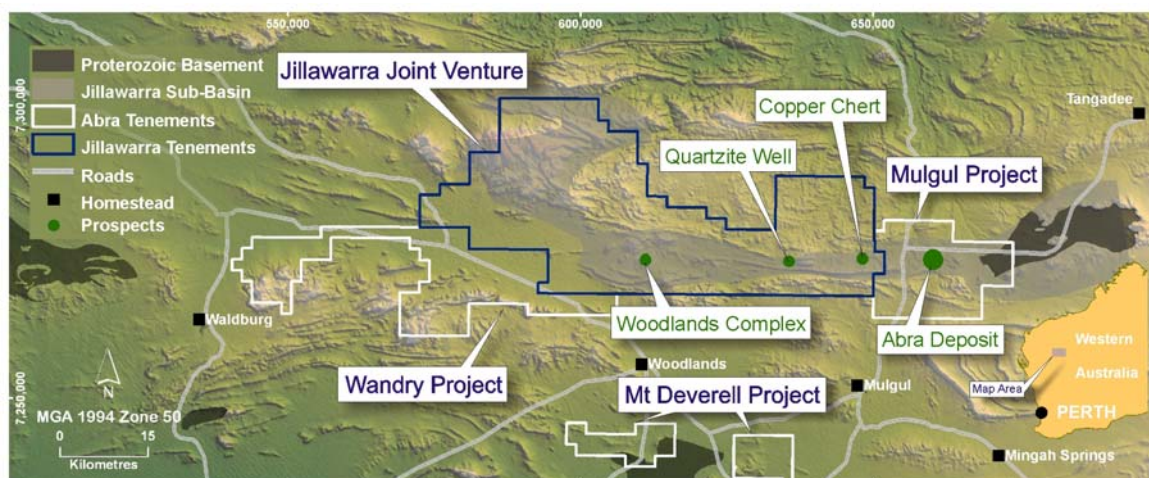 550,000
600,000
650,000
7,300,000
7,250,000
Proterozoic Basement
Jillawarra Sub-Basin
Abra Tenements
Jillawarra Tenements
Roads
Homestead
Prospects
Jillawarra Joint Venture
Copper Chert
Tangadee
Quartzite Well
Mulgul Project
Waldburg
Woodlands Complex
Abra Deposit
Western
Australia
Map Area
PERTH
Woodlands
Wandry Project
Mt Deverell Project
Mulgul
Mingah Springs
N
MGA 1994 Zone 50
0 15
Kilometres